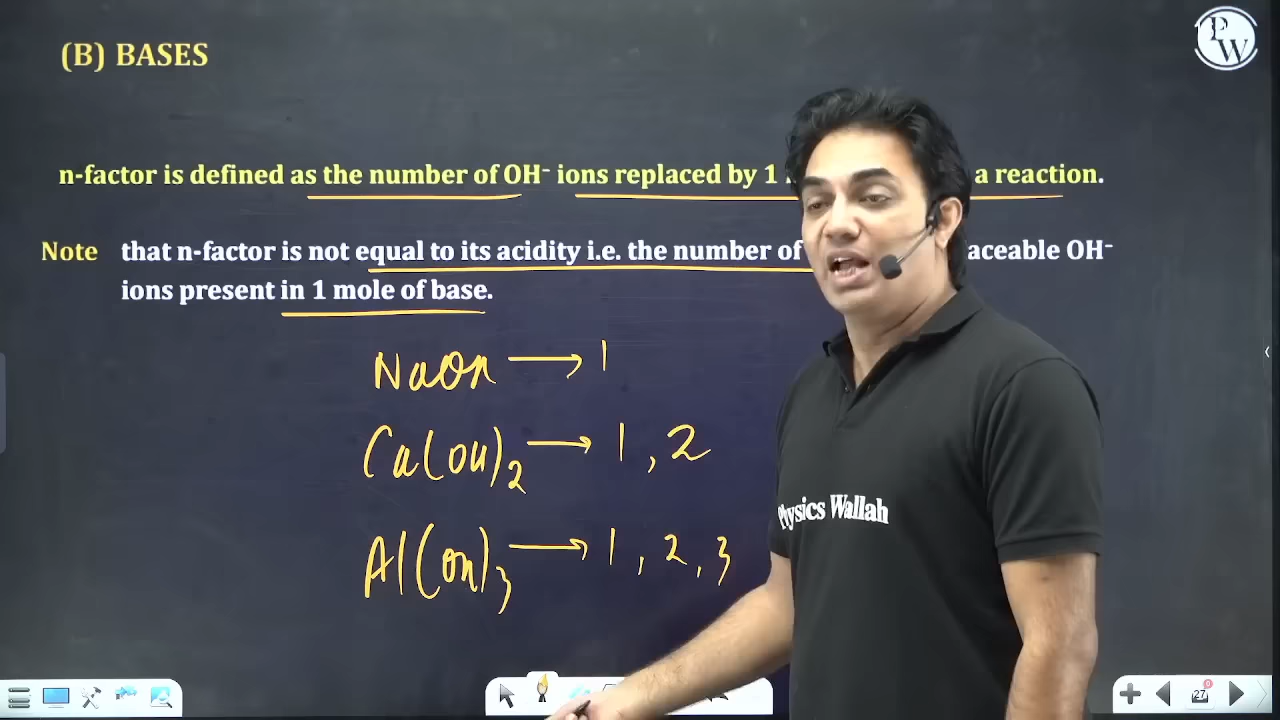 (B) BASES
P
W
n-factor is defined as the number of OH⁻ ions replaced by 1 a reaction.
Note that n-factor is not equal to its acidity i.e. the number of aceable OH⁻
ions present in 1 mole of base.
NaOH → 1
Ca(OH)₂ → 1, 2
Al(OH)₃ → 1, 2, 3
Physics Wallah
27